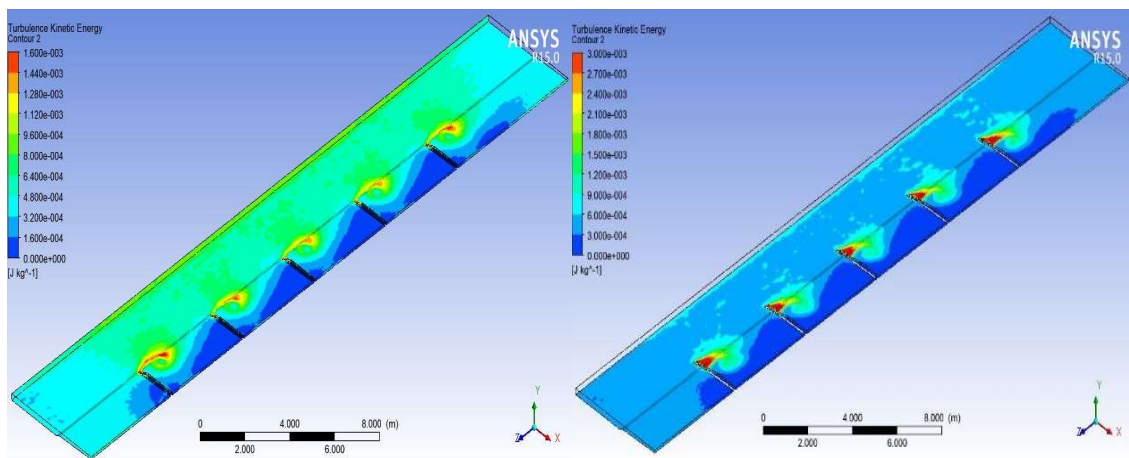 Turbulence Kinetic Energy
Contour 2
1.600e-003
1.440e-003
1.280e-003
1.120e-003
9.600e-004
8.000e-004
6.400e-004
4.800e-004
3.200e-004
1.600e-004
0.000e+000
[J kg^-1]
ANSYS
R15.0
0
4.000
8.000 (m)
2.000
6.000
Y
Z
X
Turbulence Kinetic Energy
Contour 2
3.000e-003
2.700e-003
2.400e-003
2.100e-003
1.800e-003
1.500e-003
1.200e-003
9.000e-004
6.000e-004
3.000e-004
0.000e+000
[J kg^-1]
ANSYS
R15.0
0
4.000
8.000 (m)
2.000
6.000
Y
Z
X